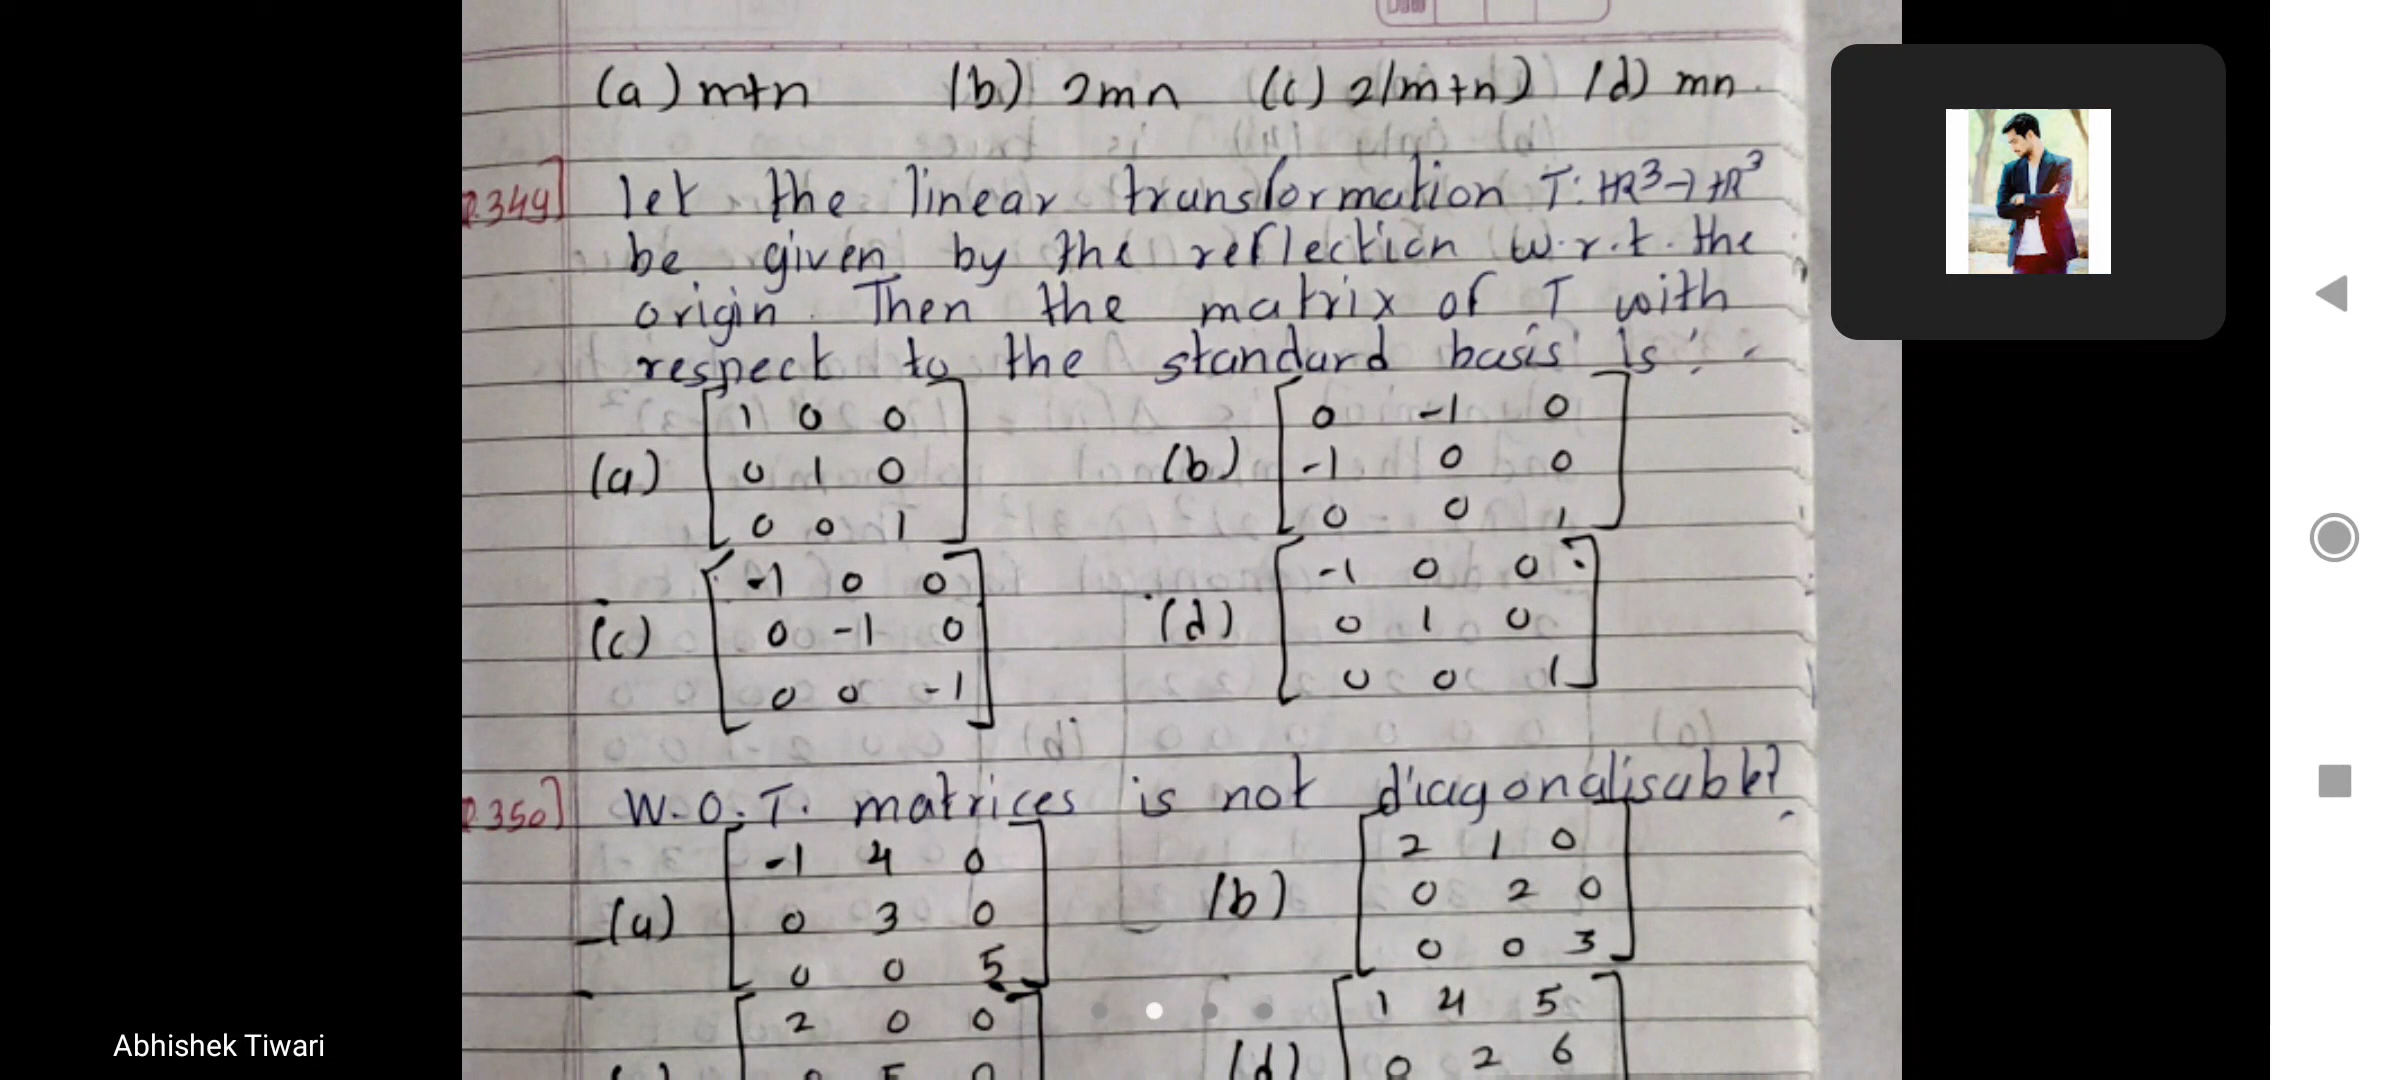 (a) m+n (b) 2mn (c) 2(m+n) (d) mn.
Q.349] let the linear transformation T: IR³→IR³
be given by the reflection w.r.t. the
origin. Then the matrix of T with
respect to the standard basis is:
1 0 0 0 -1 0
(a) 0 1 0 (b) -1 0 0
0 0 1 0 0 1
-1 0 0 -1 0 0
(c) 0 -1 0 (d) 0 1 0
0 0 -1 0 0 1
Q.350] W.O.T. matrices is not diagonalisable?
-1 4 0 2 1 0
(a) 0 3 0 (b) 0 2 0
0 0 5 0 0 3
2 0 0 1 4 5
(d) 0 2 6
Abhishek Tiwari